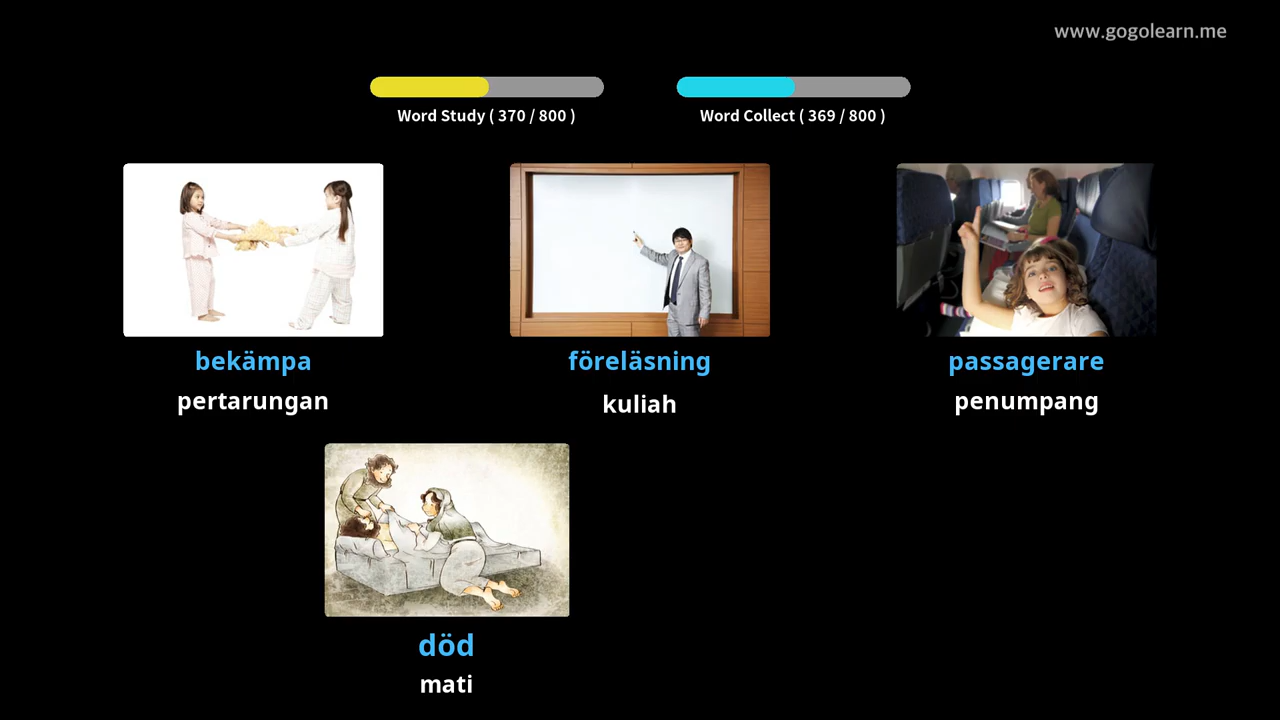 www.gogolearn.me
Word Study ( 370 / 800 )
Word Collect ( 369 / 800 )
bekämpa
pertarungan
föreläsning
kuliah
passagerare
penumpang
död
mati